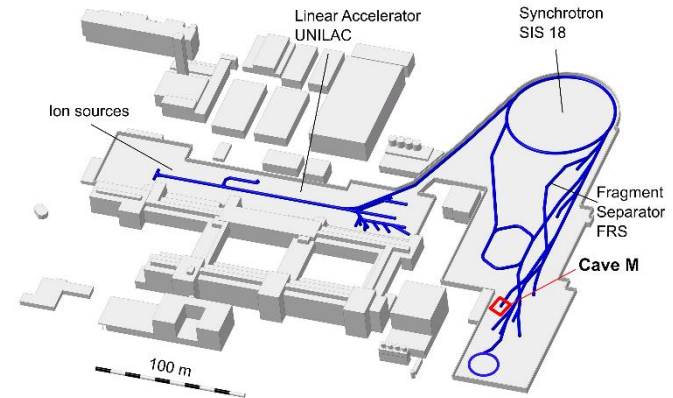 Linear Accelerator
UNILAC
Synchrotron
SIS 18
Ion sources
Fragment
Separator
FRS
Cave M
100 m